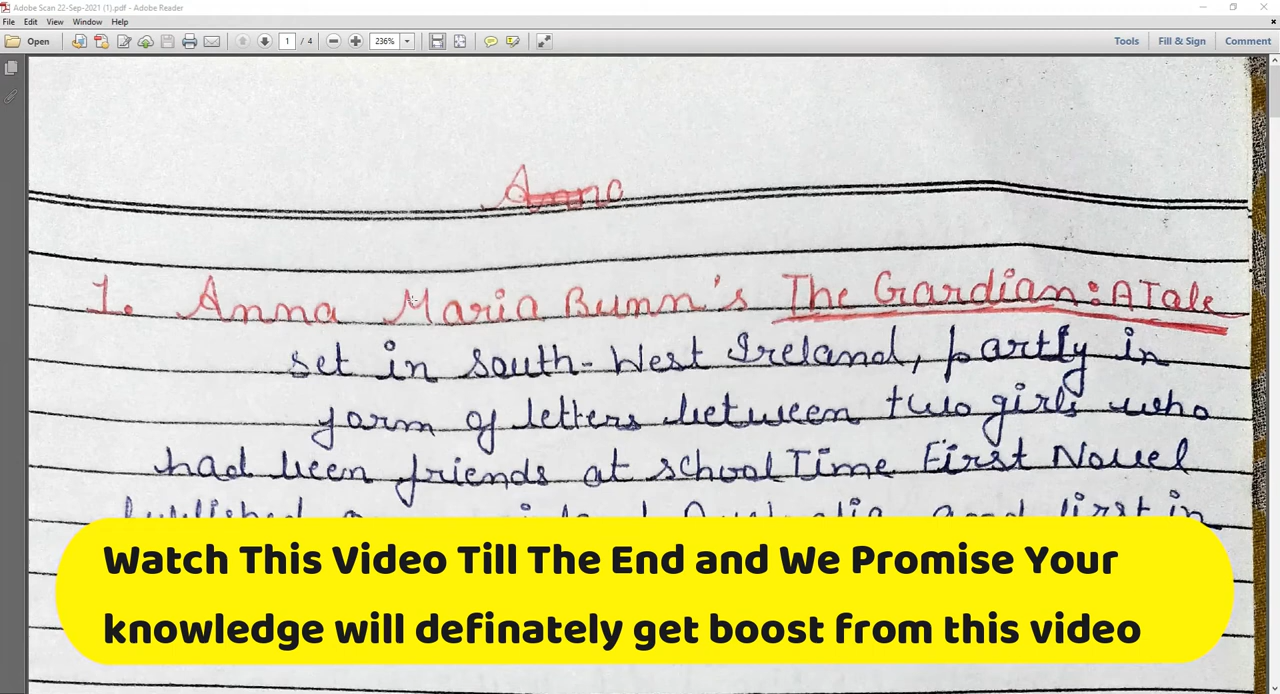 Adobe Scan 22-Sep-2021 (1).pdf - Adobe Reader
File Edit View Window Help
Open 1 / 4 236% Tools Fill & Sign Comment
Anna
1. Anna Maria Bunn's The Gardian: A Tale
set in south-West Ireland, partly in
form of letters between two girls who
had been friends at school Time First Novel
first in
Watch This Video Till The End and We Promise Your
knowledge will definately get boost from this video